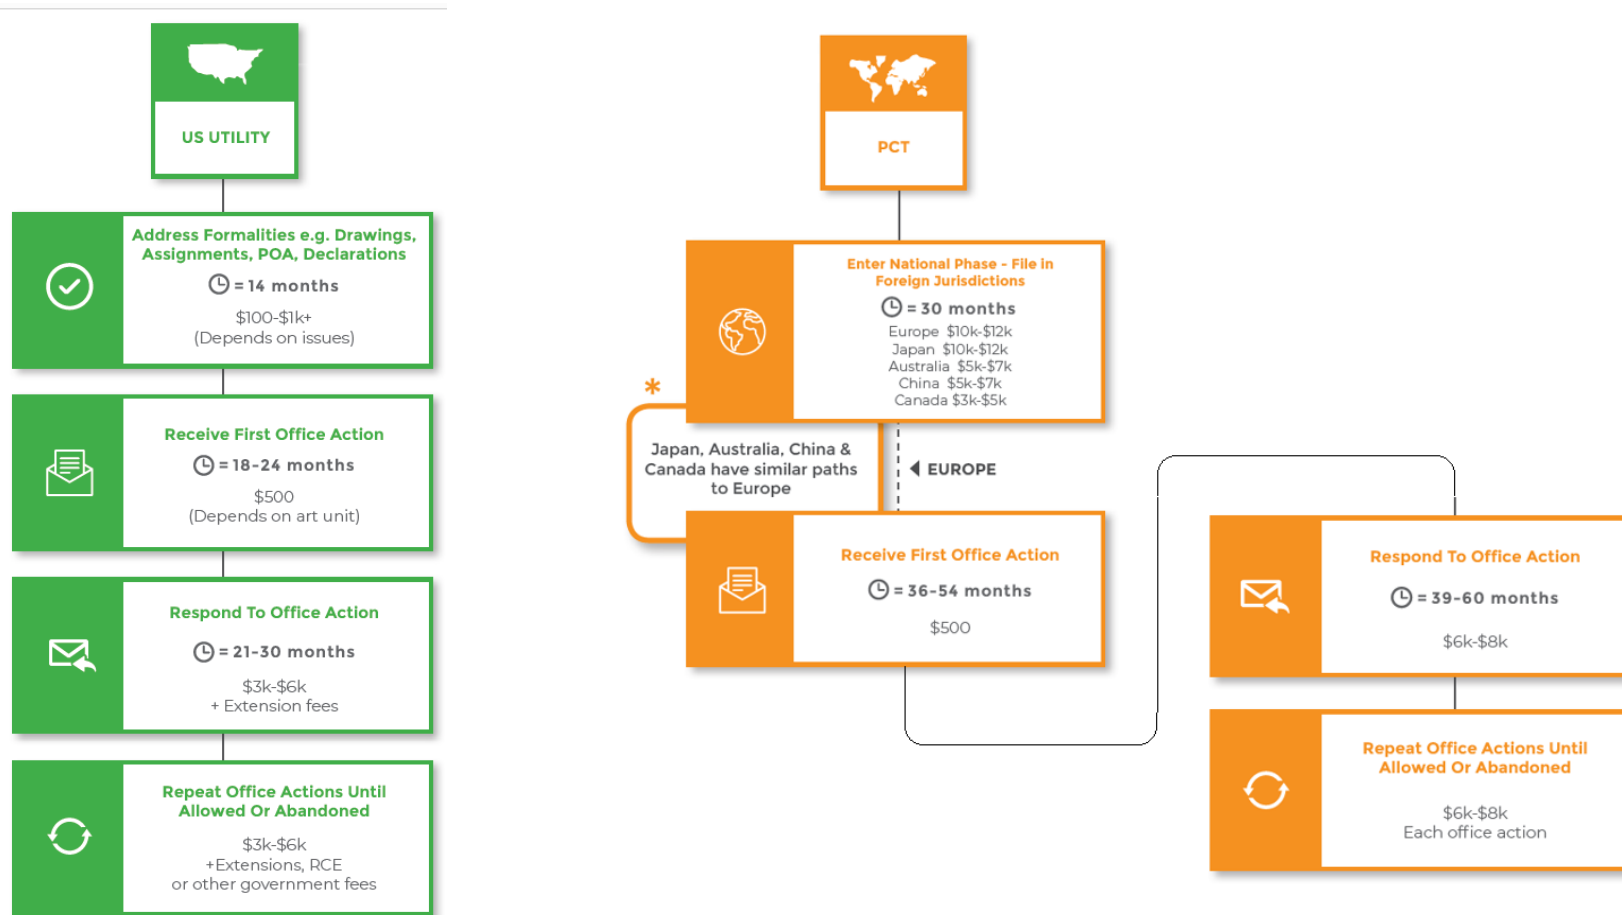 US UTILITY
Address Formalities e.g. Drawings,
Assignments, POA, Declarations
= 14 months
$100-$1k+
(Depends on issues)
Receive First Office Action
= 18-24 months
$500
(Depends on art unit)
Respond To Office Action
= 21-30 months
$3k-$6k
+ Extension fees
Repeat Office Actions Until
Allowed Or Abandoned
$3k-$6k
+Extensions, RCE
or other government fees
PCT
Enter National Phase - File in
Foreign Jurisdictions
= 30 months
Europe $10k-$12k
Japan $10k-$12k
Australia $5k-$7k
China $5k-$7k
Canada $3k-$5k
*
Japan, Australia, China &
Canada have similar paths
to Europe
EUROPE
Receive First Office Action
= 36-54 months
$500
Respond To Office Action
= 39-60 months
$6k-$8k
Repeat Office Actions Until
Allowed Or Abandoned
$6k-$8k
Each office action